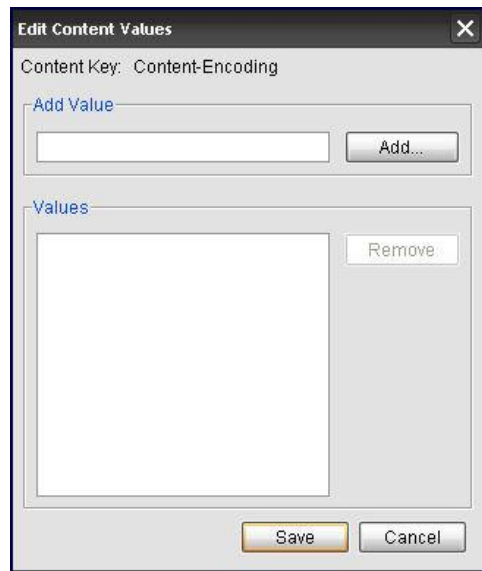 Edit Content Values
Content Key: Content-Encoding
Add Value
Add...
Values
Remove
Save Cancel